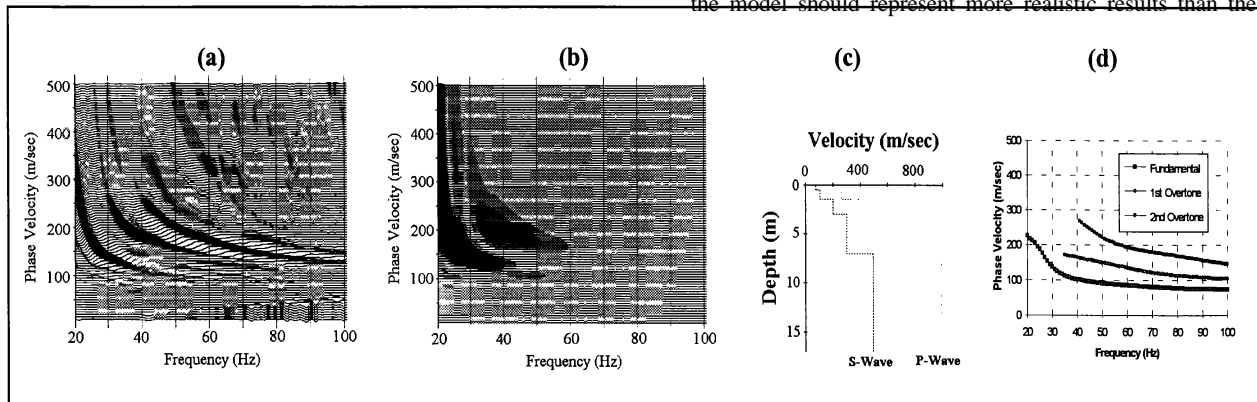 the model should represent more realistic results than the
(a)
(b)
(c)
(d)
500
400
300
200
100
Phase Velocity (m/sec)
20
40
60
80
100
Frequency (Hz)
500
400
300
200
100
Phase Velocity (m/sec)
20
40
60
80
100
Frequency (Hz)
Velocity (m/sec)
0
400
800
0
5
10
15
Depth (m)
S-Wave
P-Wave
500
400
300
200
100
0
Phase Velocity (m/sec)
Fundamental
1st Overtone
2nd Overtone
20
30
40
50
60
70
80
90
100
Frequency (Hz)